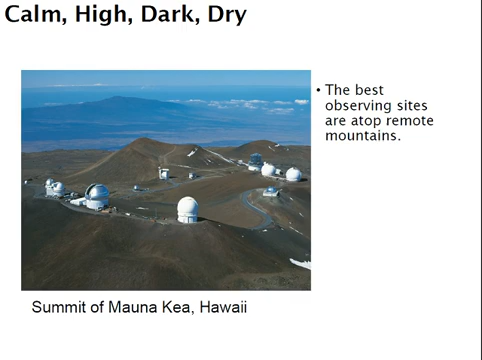 Calm, High, Dark, Dry
• The best
observing sites
are atop remote
mountains.
Summit of Mauna Kea, Hawaii